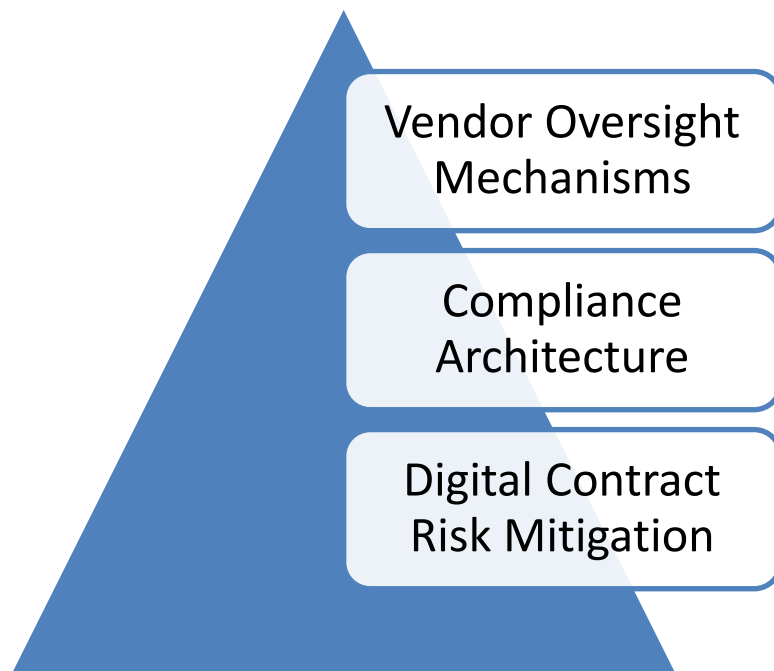 Vendor Oversight
Mechanisms
Compliance
Architecture
Digital Contract
Risk Mitigation